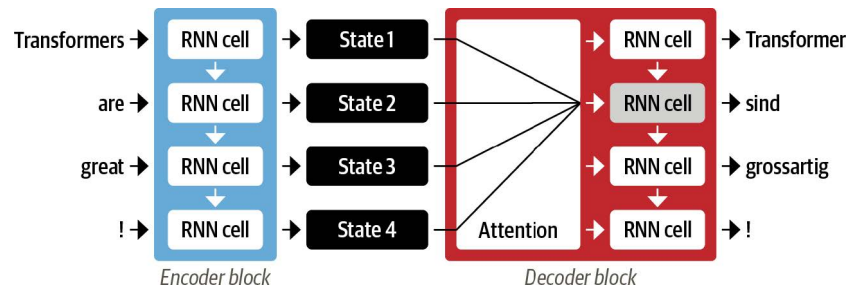 Transformers RNN cell State 1 RNN cell Transformer
are RNN cell State 2 RNN cell sind
great RNN cell State 3 RNN cell grossartig
! RNN cell State 4 Attention RNN cell !
Encoder block Decoder block